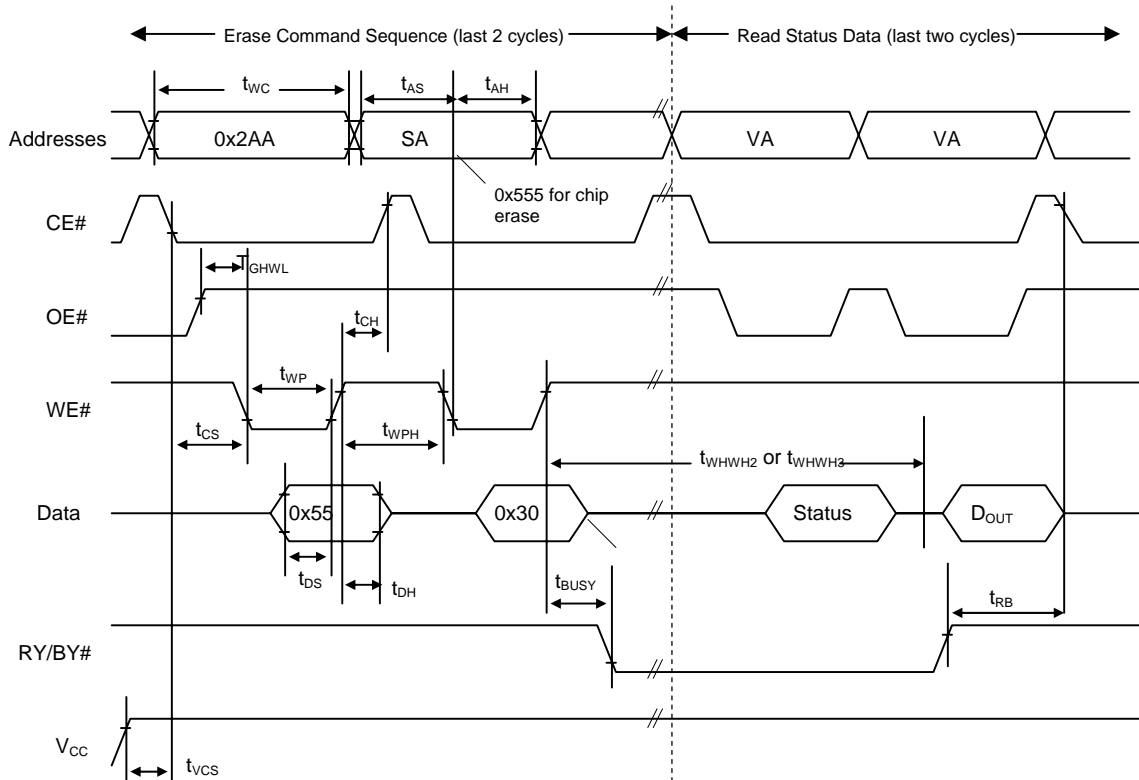 Erase Command Sequence (last 2 cycles) Read Status Data (last two cycles)
tWC tAS tAH
Addresses 0x2AA SA VA VA
0x555 for chip
erase
CE#
TGHWL
OE#
tCH
tWP
WE#
tCS tWPH
tWHWH2 or tWHWH3
Data 0x55 0x30 Status DOUT
tDS tDH tBUSY tRB
RY/BY#
VCC
tVCS